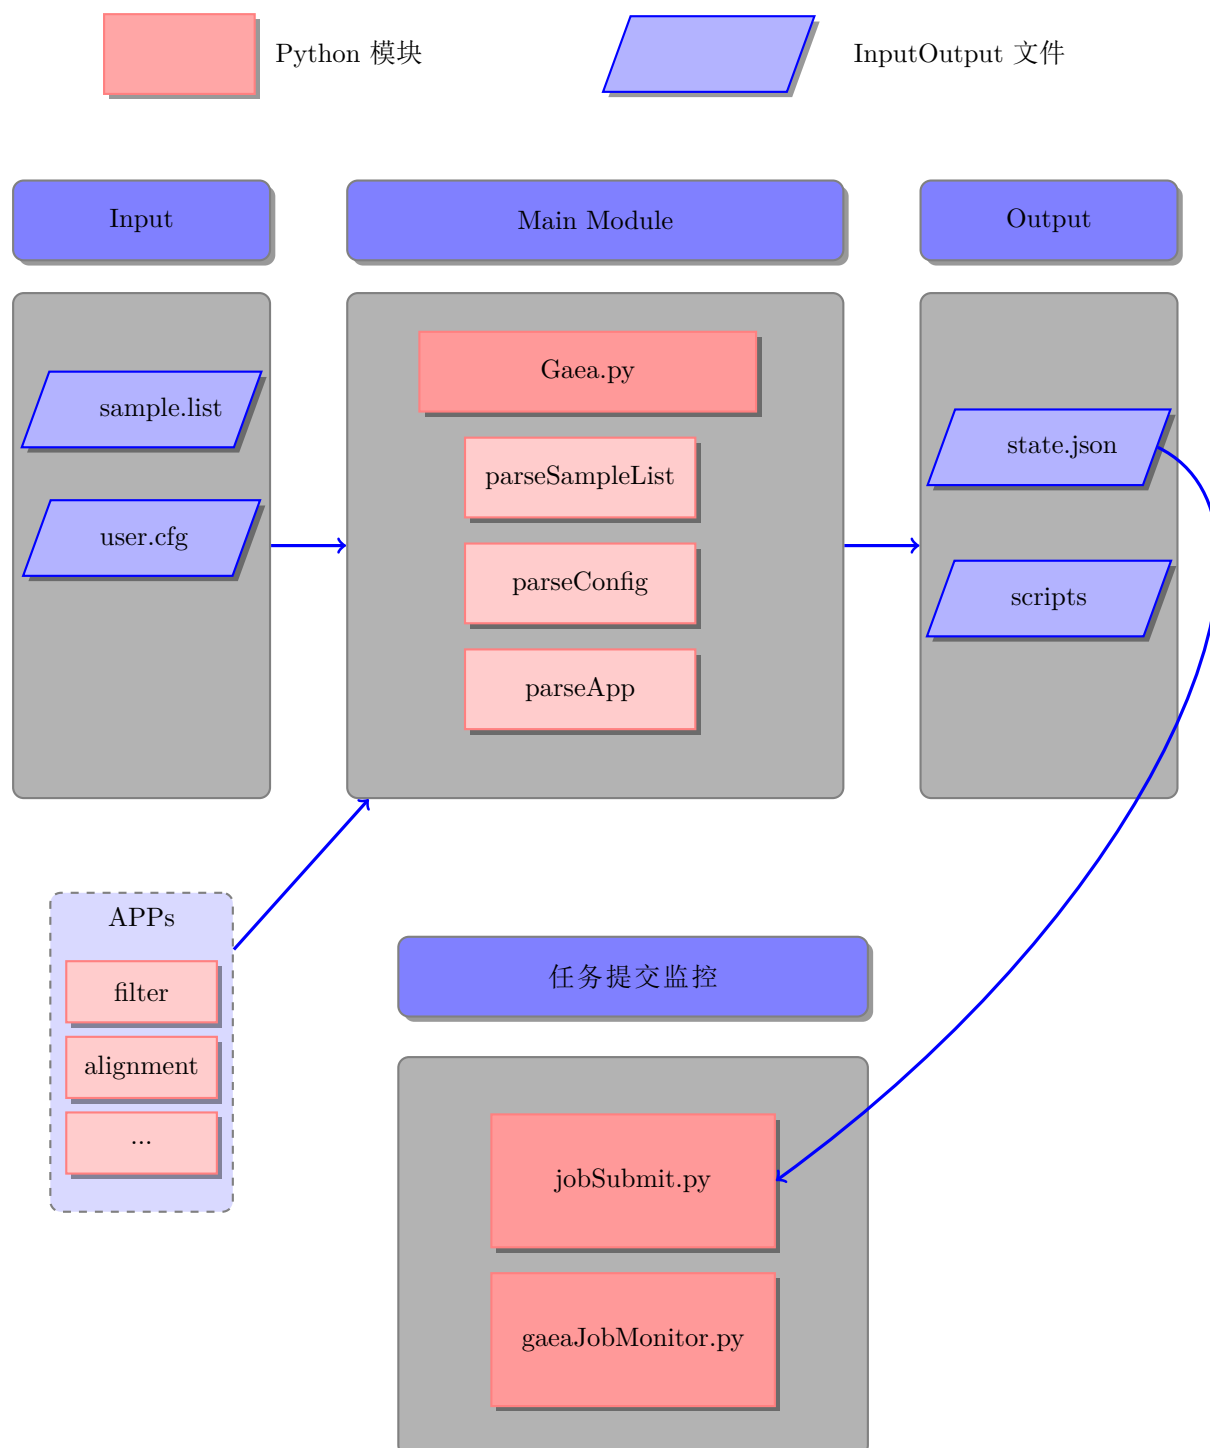 Python 模块
InputOutput 文件
Input
Main Module
Output
sample.list
user.cfg
Gaea.py
parseSampleList
parseConfig
parseApp
state.json
scripts
APPs
filter
alignment
...
任务提交监控
jobSubmit.py
gaeaJobMonitor.py